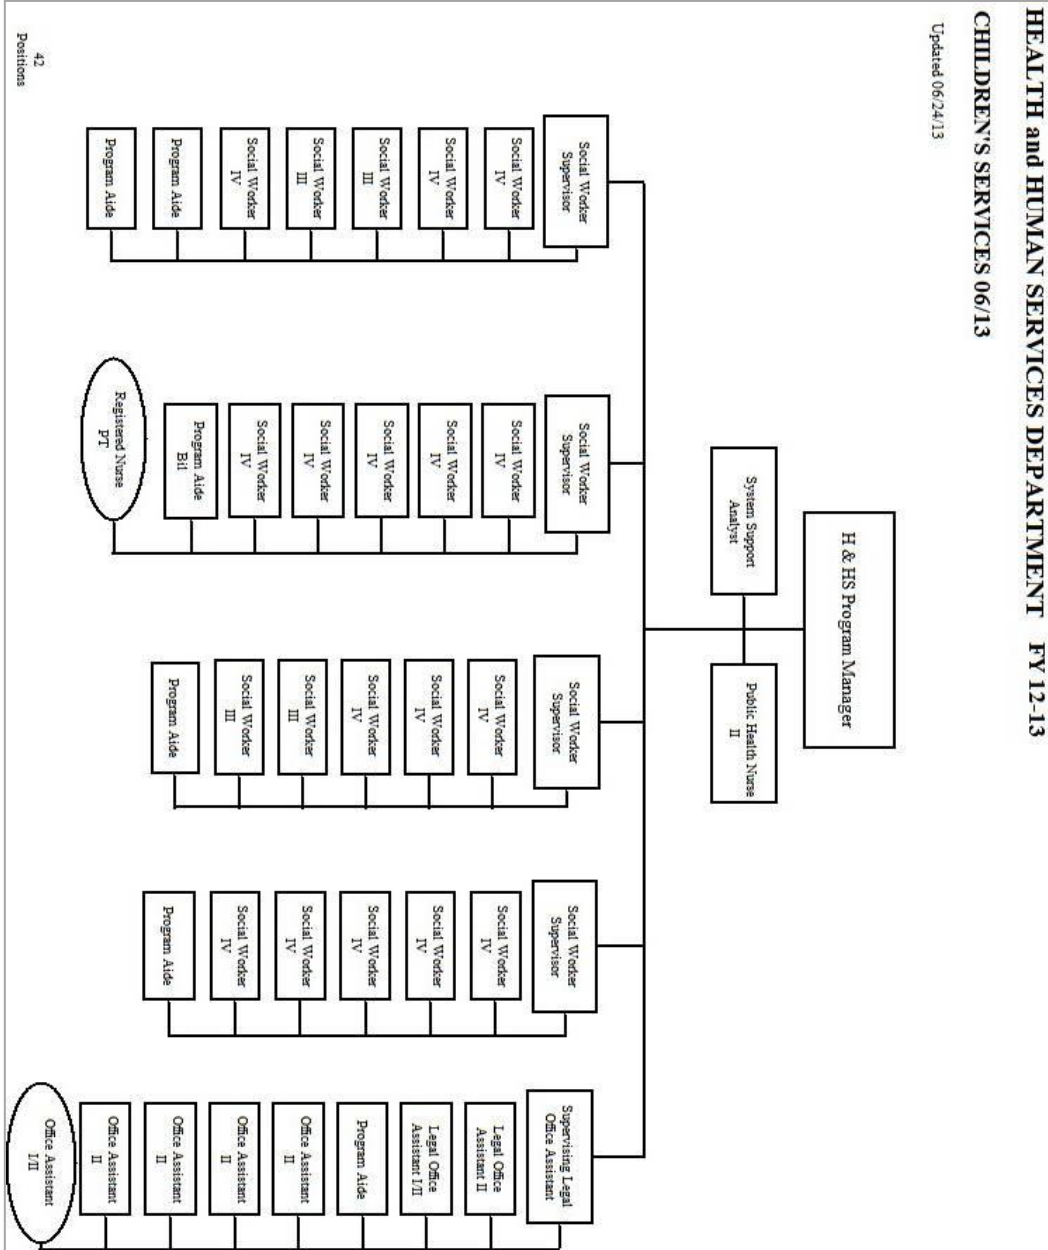 HEALTH and HUMAN SERVICES DEPARTMENT FY 12-13
CHILDREN'S SERVICES 06/13
Updated 06/24/13
H & HS Program Manager
System Support
Analyst
Public Health Nurse
II
Social Worker
Supervisor
Social Worker
IV
Social Worker
IV
Social Worker
III
Social Worker
III
Social Worker
IV
Program Aide
Program Aide
Social Worker
Supervisor
Social Worker
IV
Social Worker
IV
Social Worker
IV
Social Worker
IV
Social Worker
IV
Program Aide
Bil
Registered Nurse
PT
Social Worker
Supervisor
Social Worker
IV
Social Worker
IV
Social Worker
IV
Social Worker
III
Social Worker
III
Program Aide
Social Worker
Supervisor
Social Worker
IV
Social Worker
IV
Social Worker
IV
Social Worker
IV
Social Worker
IV
Program Aide
Supervising Legal
Office Assistant
Legal Office
Assistant II
Legal Office
Assistant I/II
Program Aide
Office Assistant
II
Office Assistant
II
Office Assistant
II
Office Assistant
II
Office Assistant
I/II
42
Positions